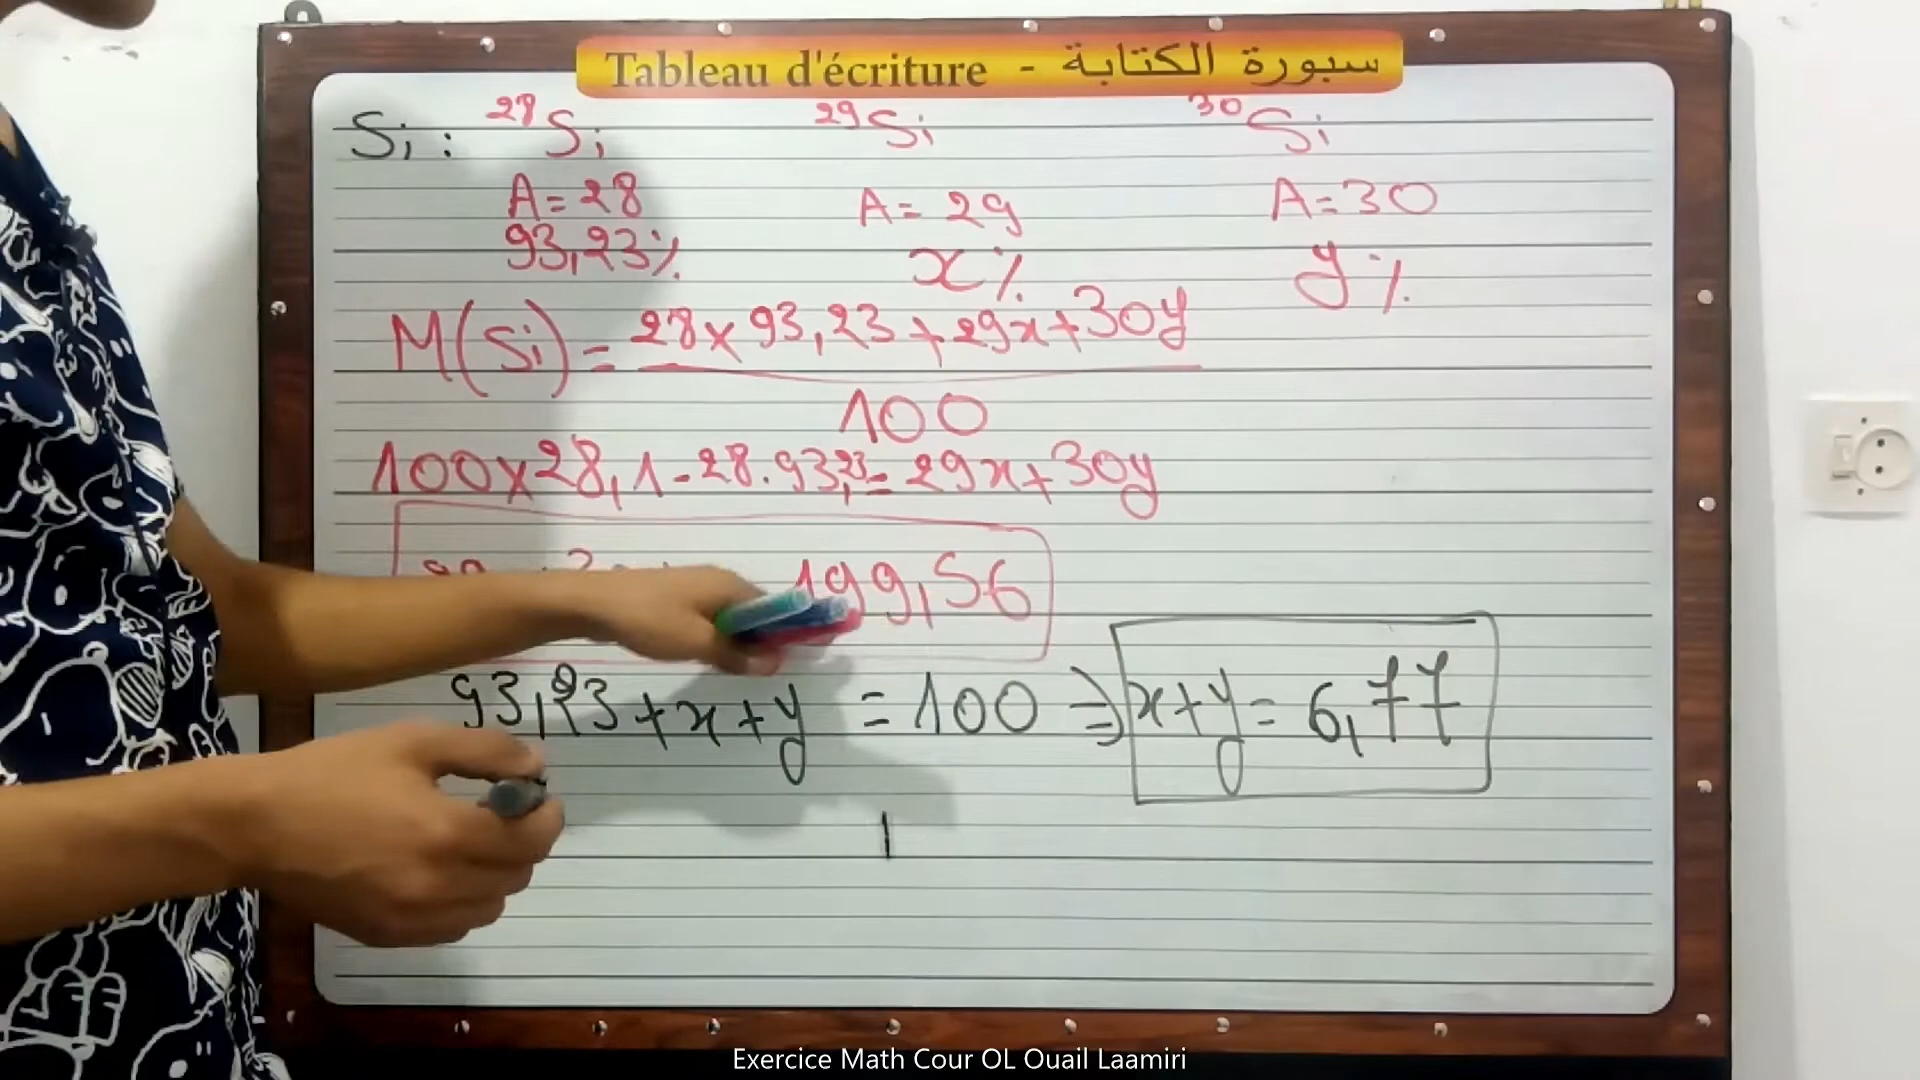 Tableau d'écriture - سبورة الكتابة
Si : ²⁸Si ²⁹Si ³⁰Si
A = 28 A = 29 A = 30
93,23% x% y%
M(Si) = 28 x 93,23 + 29x + 30y
100
100 x 28,1 - 28 . 93,23 = 29x + 30y
199,56
93,23 + x + y = 100 ⇒ x + y = 6,77
Exercice Math Cour OL Ouail Laamiri